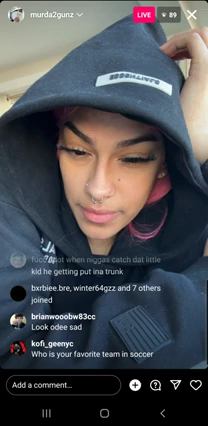 murda2gunz
LIVE
89
plot when niggas catch dat little
kid he getting put ina trunk
bxrbiee.bre, winter64gzz and 7 others
joined
brianwooobw83cc
Look odee sad
kofi_geenyc
Who is your favorite team in soccer
Add a comment...